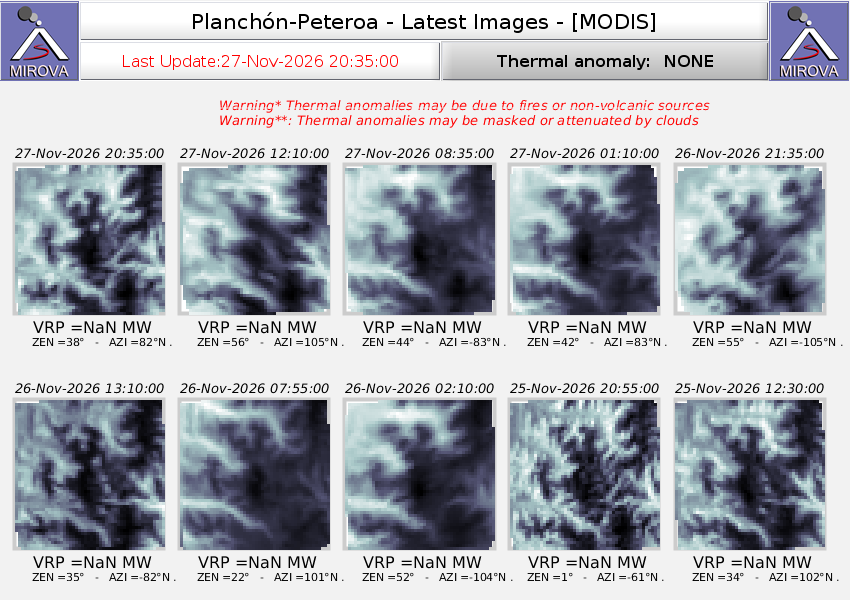 Planchón-Peteroa - Latest Images - [MODIS]
MIROVA
Last Update:27-Nov-2026 20:35:00
Thermal anomaly: NONE
MIROVA
Warning* Thermal anomalies may be due to fires or non-volcanic sources
Warning**: Thermal anomalies may be masked or attenuated by clouds
27-Nov-2026 20:35:00 27-Nov-2026 12:10:00 27-Nov-2026 08:35:00 27-Nov-2026 01:10:00 26-Nov-2026 21:35:00
VRP =NaN MW VRP =NaN MW VRP =NaN MW VRP =NaN MW VRP =NaN MW
ZEN =38° - AZI =82°N . ZEN =56° - AZI =105°N . ZEN =44° - AZI =-83°N . ZEN =42° - AZI =83°N . ZEN =55° - AZI =-105°N .
26-Nov-2026 13:10:00 26-Nov-2026 07:55:00 26-Nov-2026 02:10:00 25-Nov-2026 20:55:00 25-Nov-2026 12:30:00
VRP =NaN MW VRP =NaN MW VRP =NaN MW VRP =NaN MW VRP =NaN MW
ZEN =35° - AZI =-82°N . ZEN =22° - AZI =101°N . ZEN =52° - AZI =-104°N . ZEN =1° - AZI =-61°N . ZEN =34° - AZI =102°N .